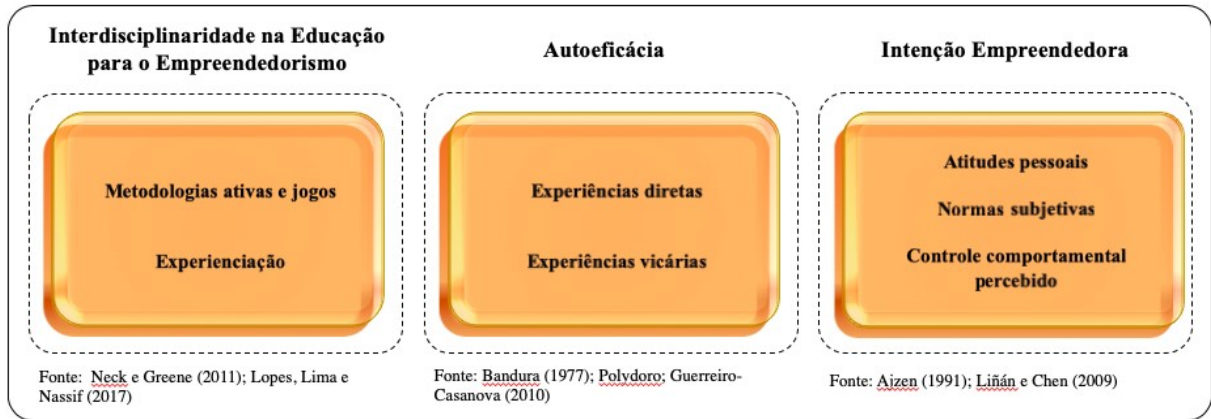 Interdisciplinaridade na Educação
para o Empreendedorismo
Metodologias ativas e jogos
Experienciação
Fonte: Neck e Greene (2011); Lopes, Lima e
Nassif (2017)
Autoeficácia
Experiências diretas
Experiências vicárias
Fonte: Bandura (1977); Polydoro; Guerreiro-
Casanova (2010)
Intenção Empreendedora
Atitudes pessoais
Normas subjetivas
Controle comportamental
percebido
Fonte: Ajzen (1991); Liñán e Chen (2009)